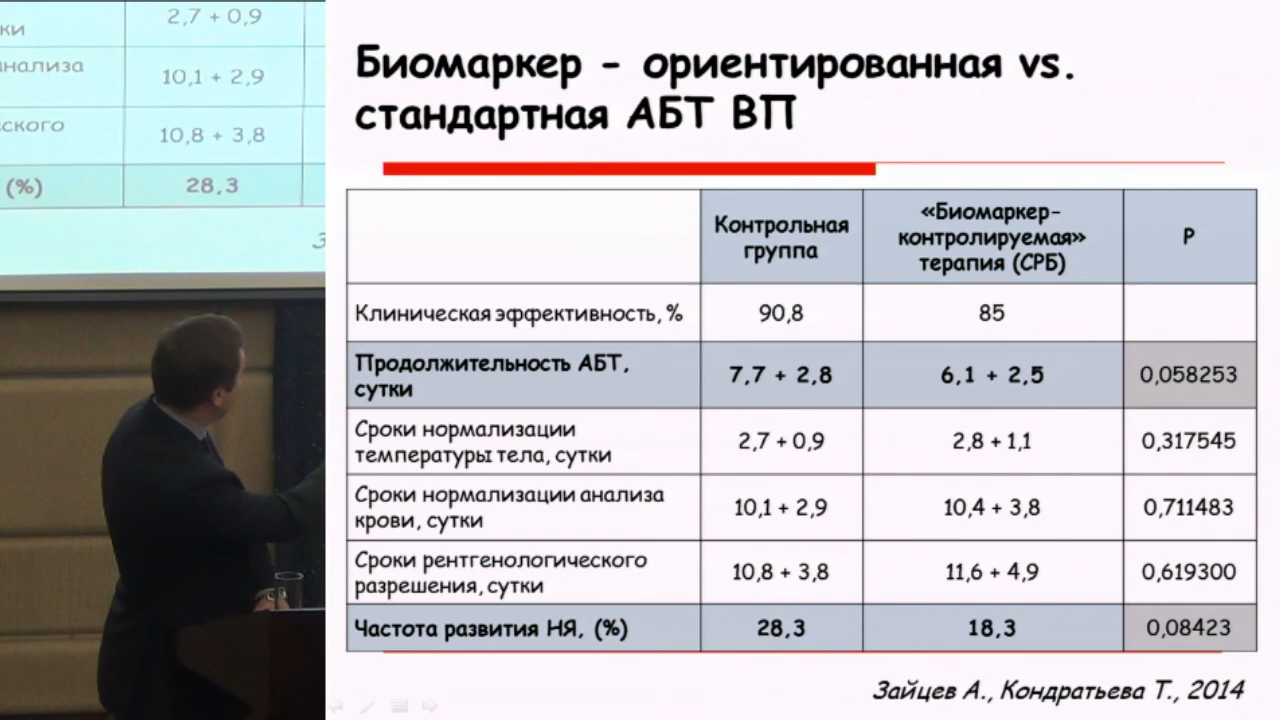 ки
2,7 + 0,9
нализа
10,1 + 2,9
ского
10,8 + 3,8
(%)
28,3
З
Биомаркер - ориентированная vs.
стандартная АБТ ВП
Контрольная
группа
«Биомаркер-
контролируемая»
терапия (СРБ)
Р
Клиническая эффективность, %
90,8
85
Продолжительность АБТ,
сутки
7,7 + 2,8
6,1 + 2,5
0,058253
Сроки нормализации
температуры тела, сутки
2,7 + 0,9
2,8 + 1,1
0,317545
Сроки нормализации анализа
крови, сутки
10,1 + 2,9
10,4 + 3,8
0,711483
Сроки рентгенологического
разрешения, сутки
10,8 + 3,8
11,6 + 4,9
0,619300
Частота развития НЯ, (%)
28,3
18,3
0,08423
Зайцев А., Кондратьева Т., 2014